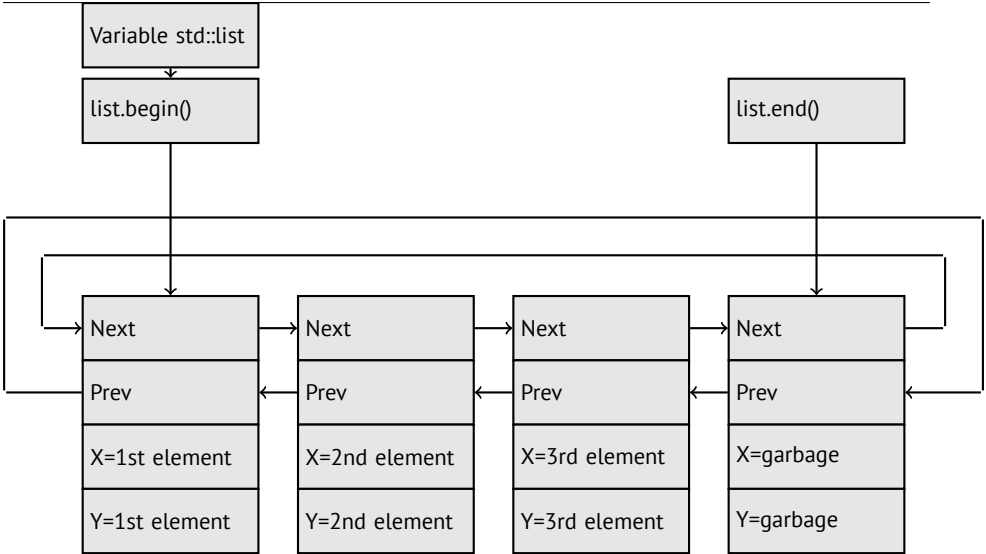 Variable std::list
list.begin()
list.end()
Next
Next
Next
Next
Prev
Prev
Prev
Prev
X=1st element
X=2nd element
X=3rd element
X=garbage
Y=1st element
Y=2nd element
Y=3rd element
Y=garbage